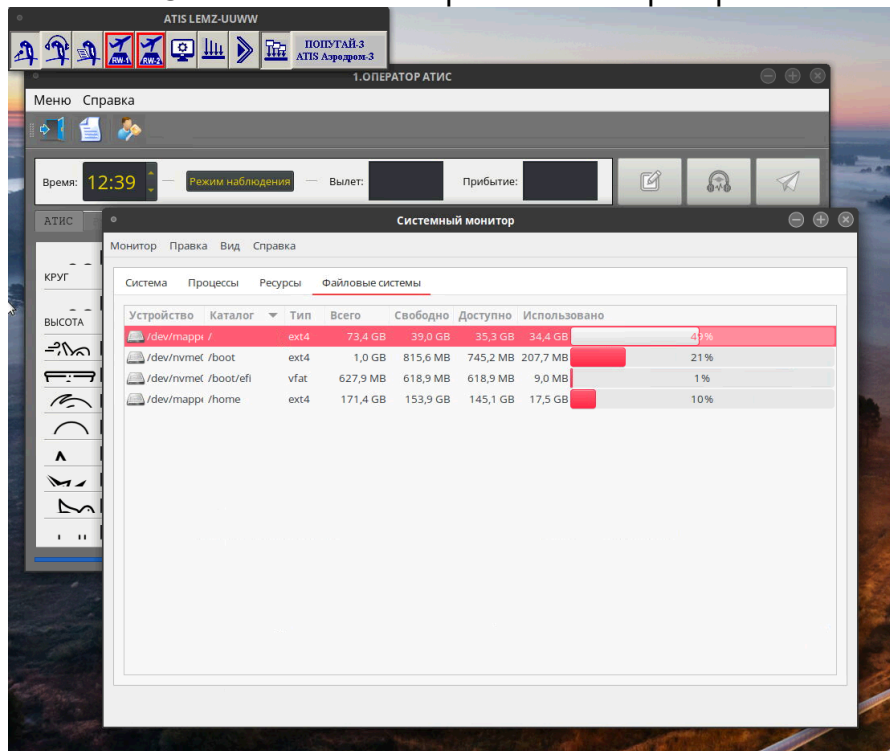 ATIS LEMZ-UUWW
RW-1
RW-2
ПОПУГАЙ-3
ATIS Аэродром-3
1.ОПЕРАТОР АТИС
Меню Справка
Время: 12:39 Режим наблюдения Вылет: Прибытие:
АТИС
Системный монитор
Монитор Правка Вид Справка
КРУГ
Система Процессы Ресурсы Файловые системы
ВЫСОТА
Устройство Каталог Тип Всего Свободно Доступно Использовано
/dev/mapp / ext4 73,4 GB 39,0 GB 35,3 GB 34,4 GB 49%
/dev/nvme /boot ext4 1,0 GB 815,6 MB 745,2 MB 207,7 MB 21%
/dev/nvme /boot/efi vfat 627,9 MB 618,9 MB 618,9 MB 9,0 MB 1%
/dev/mapp /home ext4 171,4 GB 153,9 GB 145,1 GB 17,5 GB 10%